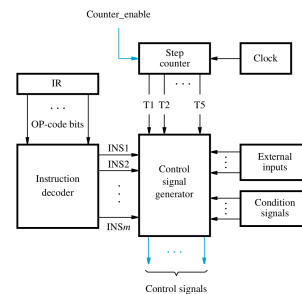 Counter_enable
Step
counter
Clock
IR
. . .
. . .
T1 T2 T5
OP-code bits
INS1
INS2
Instruction
decoder
Control
signal
generator
External
inputs
Condition
signals
INSm
. . .
Control signals